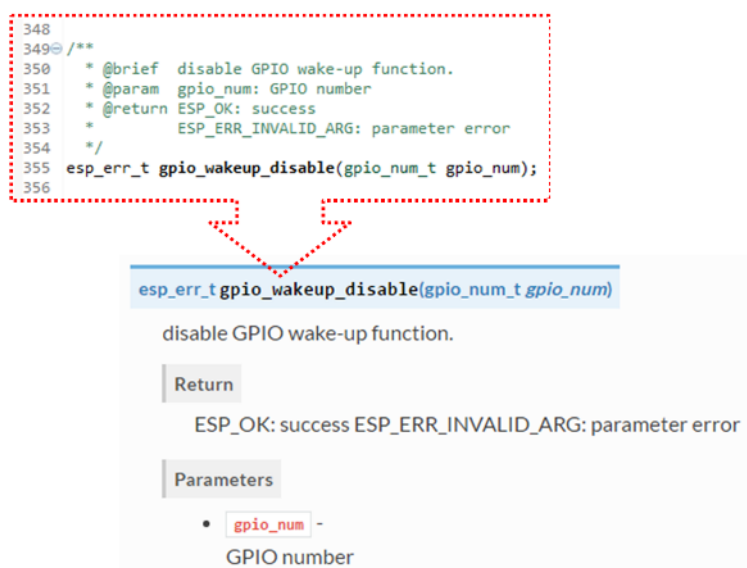 348
349 /**
350 * @brief disable GPIO wake-up function.
351 * @param gpio_num: GPIO number
352 * @return ESP_OK: success
353 * ESP_ERR_INVALID_ARG: parameter error
354 */
355 esp_err_t gpio_wakeup_disable(gpio_num_t gpio_num);
356
esp_err_t gpio_wakeup_disable(gpio_num_t gpio_num)
disable GPIO wake-up function.
Return
ESP_OK: success ESP_ERR_INVALID_ARG: parameter error
Parameters
• gpio_num -
GPIO number